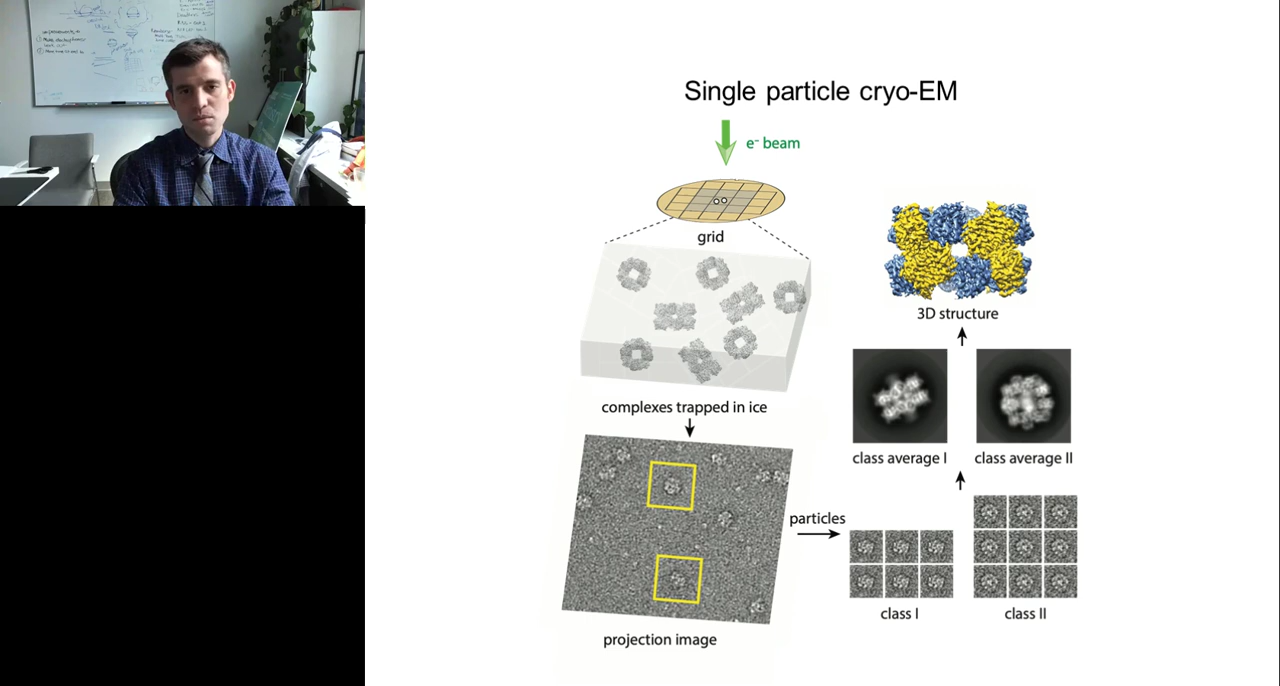 Single particle cryo-EM
e⁻ beam
grid
complexes trapped in ice
projection image
particles
class I
class II
class average I
class average II
3D structure